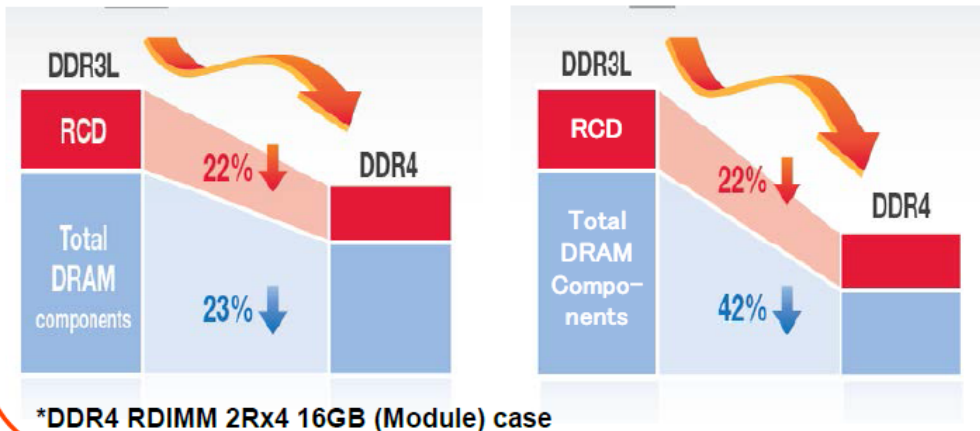 DDR3L
RCD
22%
DDR4
Total
DRAM
components
23%
DDR3L
RCD
22%
DDR4
Total
DRAM
Compo-
nents
42%
*DDR4 RDIMM 2Rx4 16GB (Module) case